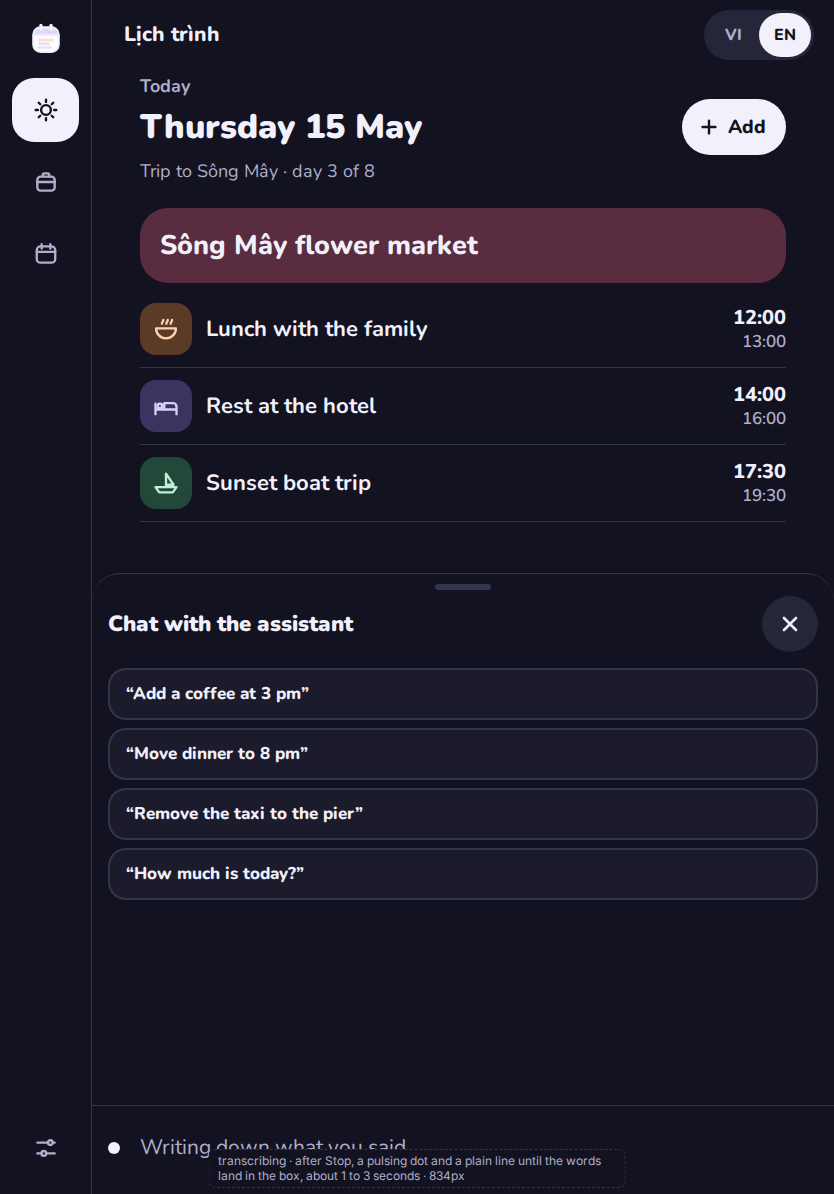 Lịch trình
VI EN
Today
Thursday 15 May
+ Add
Trip to Sông Mây · day 3 of 8
Sông Mây flower market
Lunch with the family
12:00
13:00
Rest at the hotel
14:00
16:00
Sunset boat trip
17:30
19:30
Chat with the assistant
“Add a coffee at 3 pm”
“Move dinner to 8 pm”
“Remove the taxi to the pier”
“How much is today?”
Writing down what you said
transcribing · after Stop, a pulsing dot and a plain line until the words
land in the box, about 1 to 3 seconds · 834px